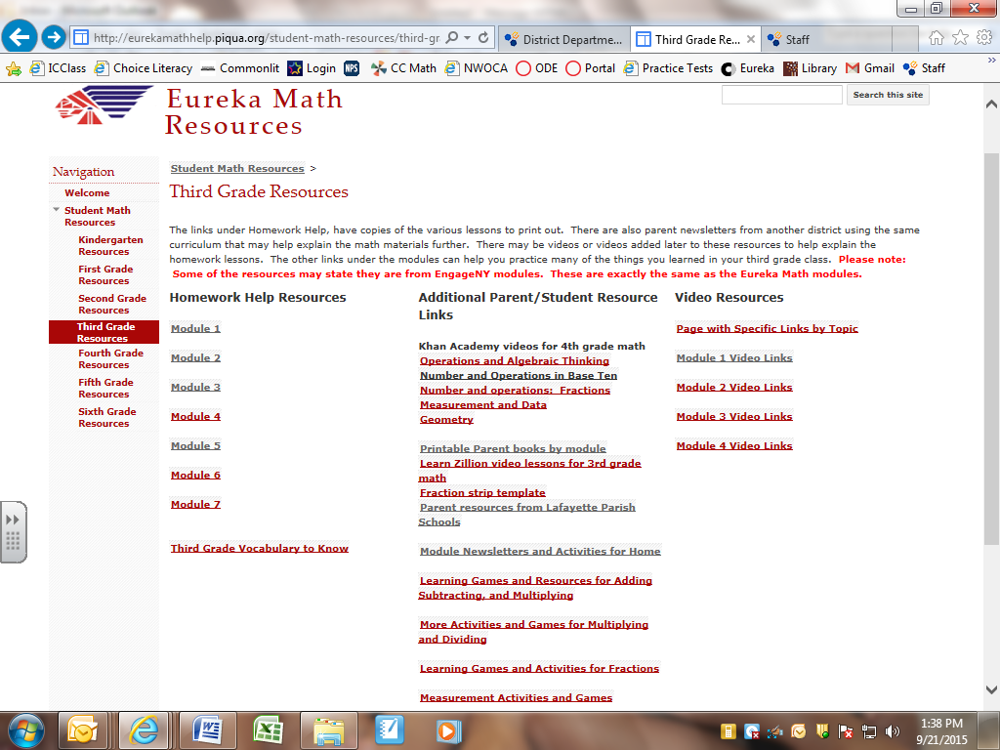 http://eurekamathhelp.piqua.org/student-math-resources/third-gr
District Departme...
Third Grade Re...
Staff
ICClass
Choice Literacy
Commonlit
Login
NPS
CC Math
NWOCA
ODE
Portal
Practice Tests
Eureka
Library
Gmail
Staff
Eureka Math
Resources
Search this site
Navigation
Welcome
Student Math
Resources
Kindergarten
Resources
First Grade
Resources
Second Grade
Resources
Third Grade
Resources
Fourth Grade
Resources
Fifth Grade
Resources
Sixth Grade
Resources
Student Math Resources >
Third Grade Resources
The links under Homework Help, have copies of the various lessons to print out. There are also parent newsletters from another district using the same
curriculum that may help explain the math materials further. There may be videos or videos added later to these resources to help explain the
homework lessons. The other links under the modules can help you practice many of the things you learned in your third grade class. Please note:
Some of the resources may state they are from EngageNY modules. These are exactly the same as the Eureka Math modules.
Homework Help Resources
Module 1
Module 2
Module 3
Module 4
Module 5
Module 6
Module 7
Third Grade Vocabulary to Know
Additional Parent/Student Resource
Links
Khan Academy videos for 4th grade math
Operations and Algebraic Thinking
Number and Operations in Base Ten
Number and operations: Fractions
Measurement and Data
Geometry
Printable Parent books by module
Learn Zillion video lessons for 3rd grade
math
Fraction strip template
Parent resources from Lafayette Parish
Schools
Module Newsletters and Activities for Home
Learning Games and Resources for Adding
Subtracting, and Multiplying
More Activities and Games for Multiplying
and Dividing
Learning Games and Activities for Fractions
Measurement Activities and Games
Video Resources
Page with Specific Links by Topic
Module 1 Video Links
Module 2 Video Links
Module 3 Video Links
Module 4 Video Links
1:38 PM
9/21/2015